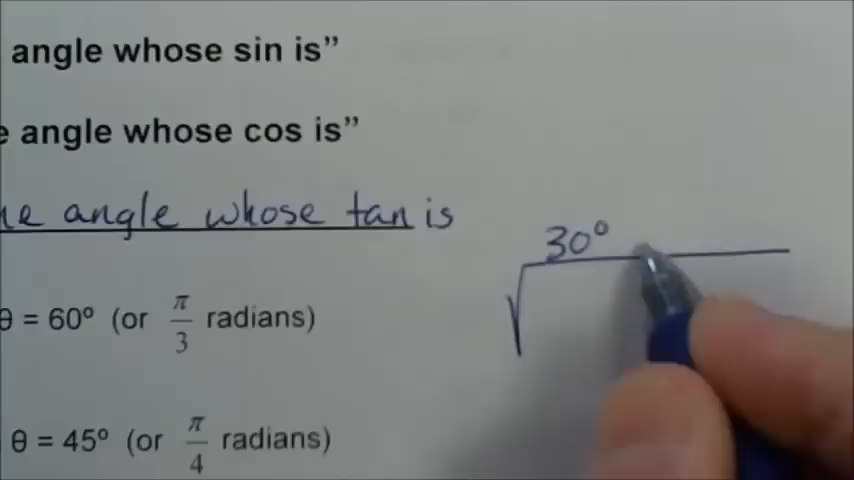 angle whose sin is”
e angle whose cos is”
he angle whose tan is
30°
√
θ = 60° (or π/3 radians)
θ = 45° (or π/4 radians)